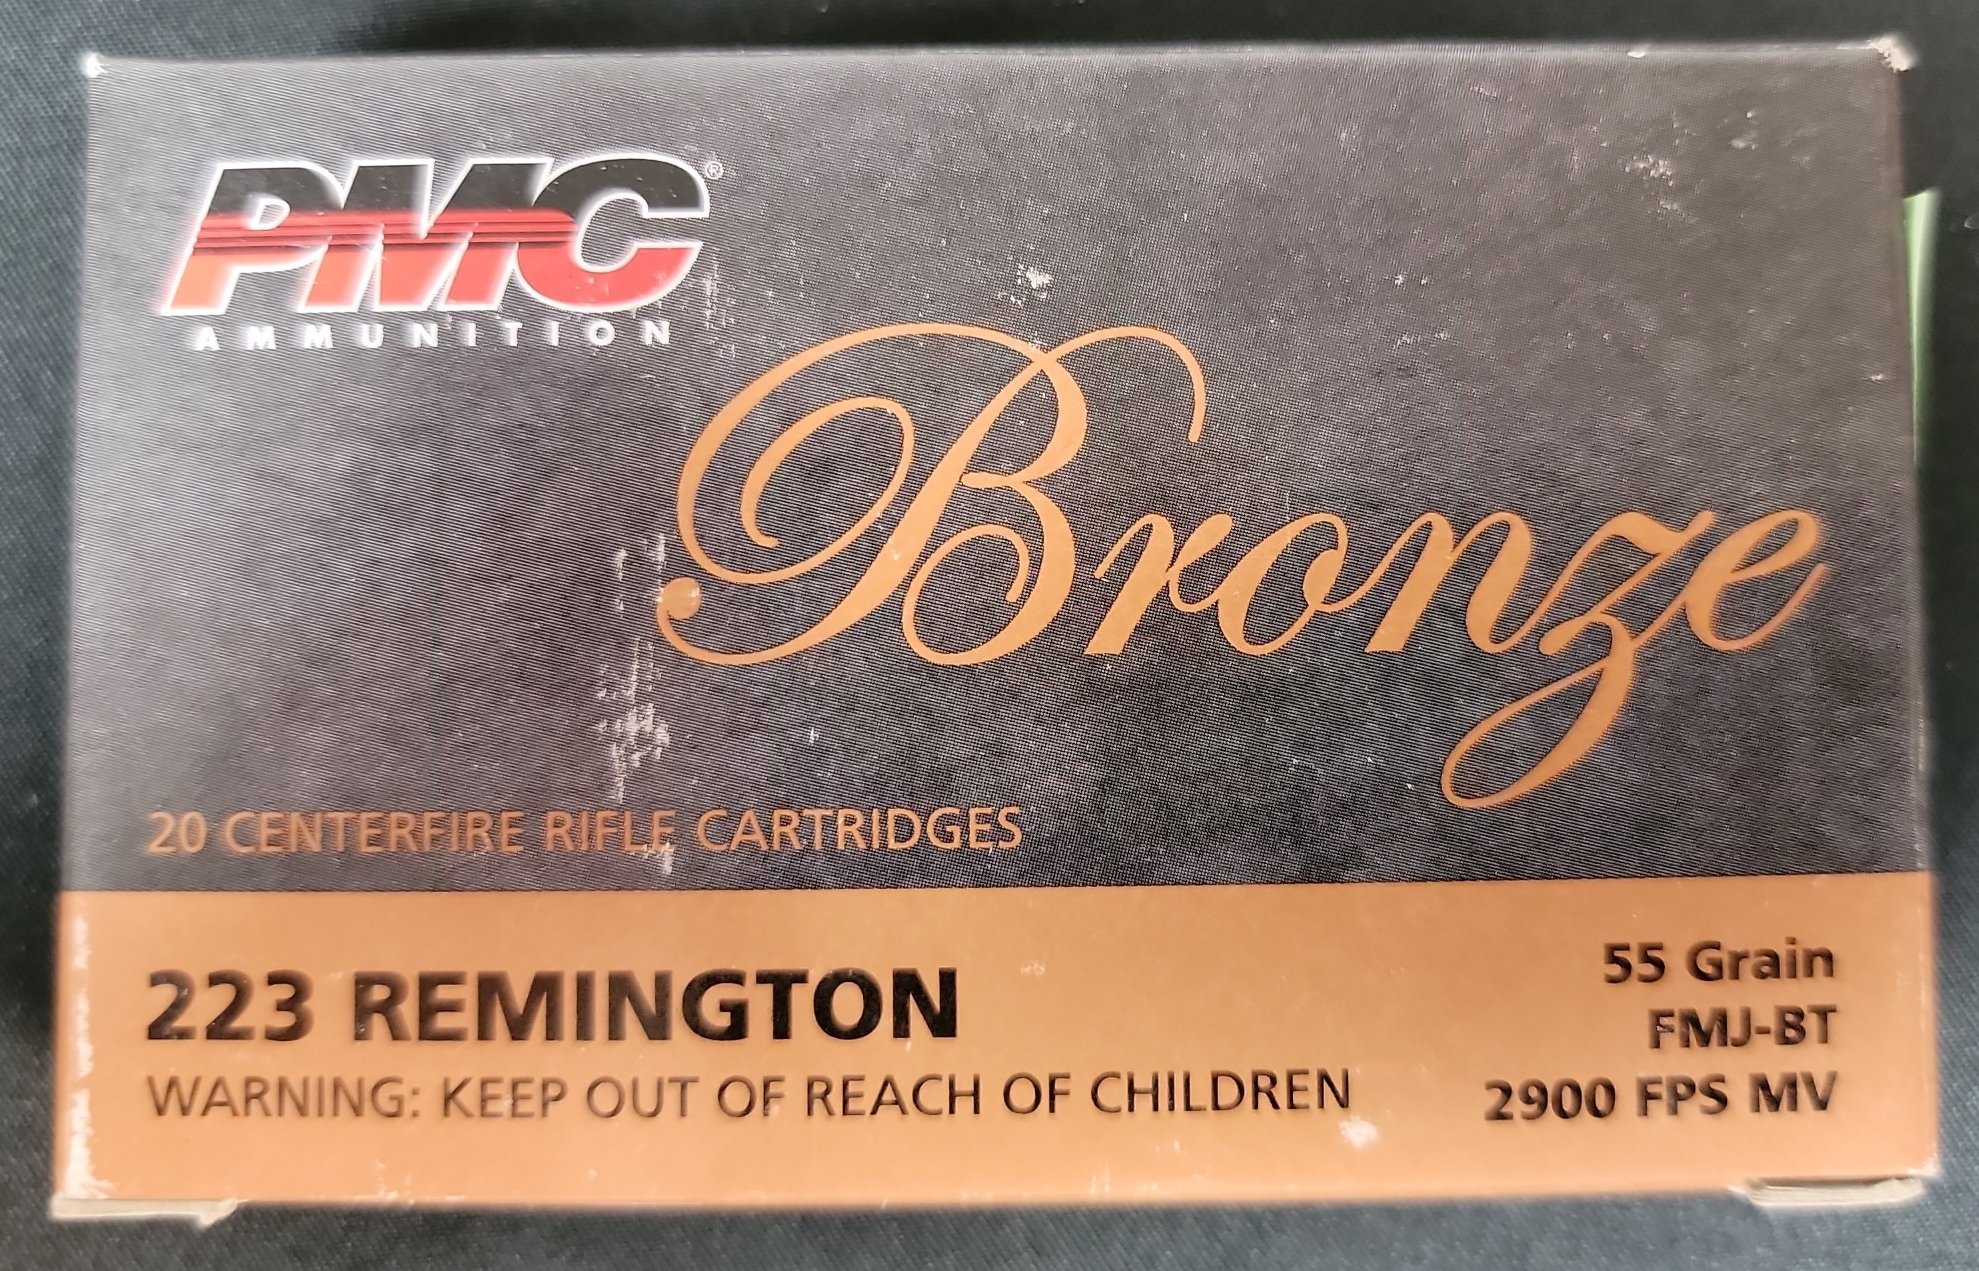 PMC®
AMMUNITION
Bronze
20 CENTERFIRE RIFLE CARTRIDGES
223 REMINGTON
WARNING: KEEP OUT OF REACH OF CHILDREN
55 Grain
FMJ-BT
2900 FPS MV